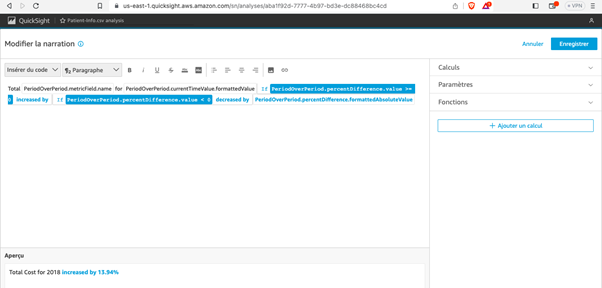 us-east-1.quicksight.aws.amazon.com/sn/analyses/aba1f92d-7777-4b97-bd3e-dc88468bc4cd
VPN
QuickSight
Patient-Info.csv analysis
Modifier la narration
Annuler
Enregistrer
Insérer du code
Paragraphe
Calculs
Total PeriodOverPeriod.metricField.name for PeriodOverPeriod.currentTimeValue.formattedValue If PeriodOverPeriod.percentDifference.value >=
0 increased by If PeriodOverPeriod.percentDifference.value < 0 decreased by PeriodOverPeriod.percentDifference.formattedAbsoluteValue
Paramètres
Fonctions
+ Ajouter un calcul
Aperçu
Total Cost for 2018 increased by 13.94%